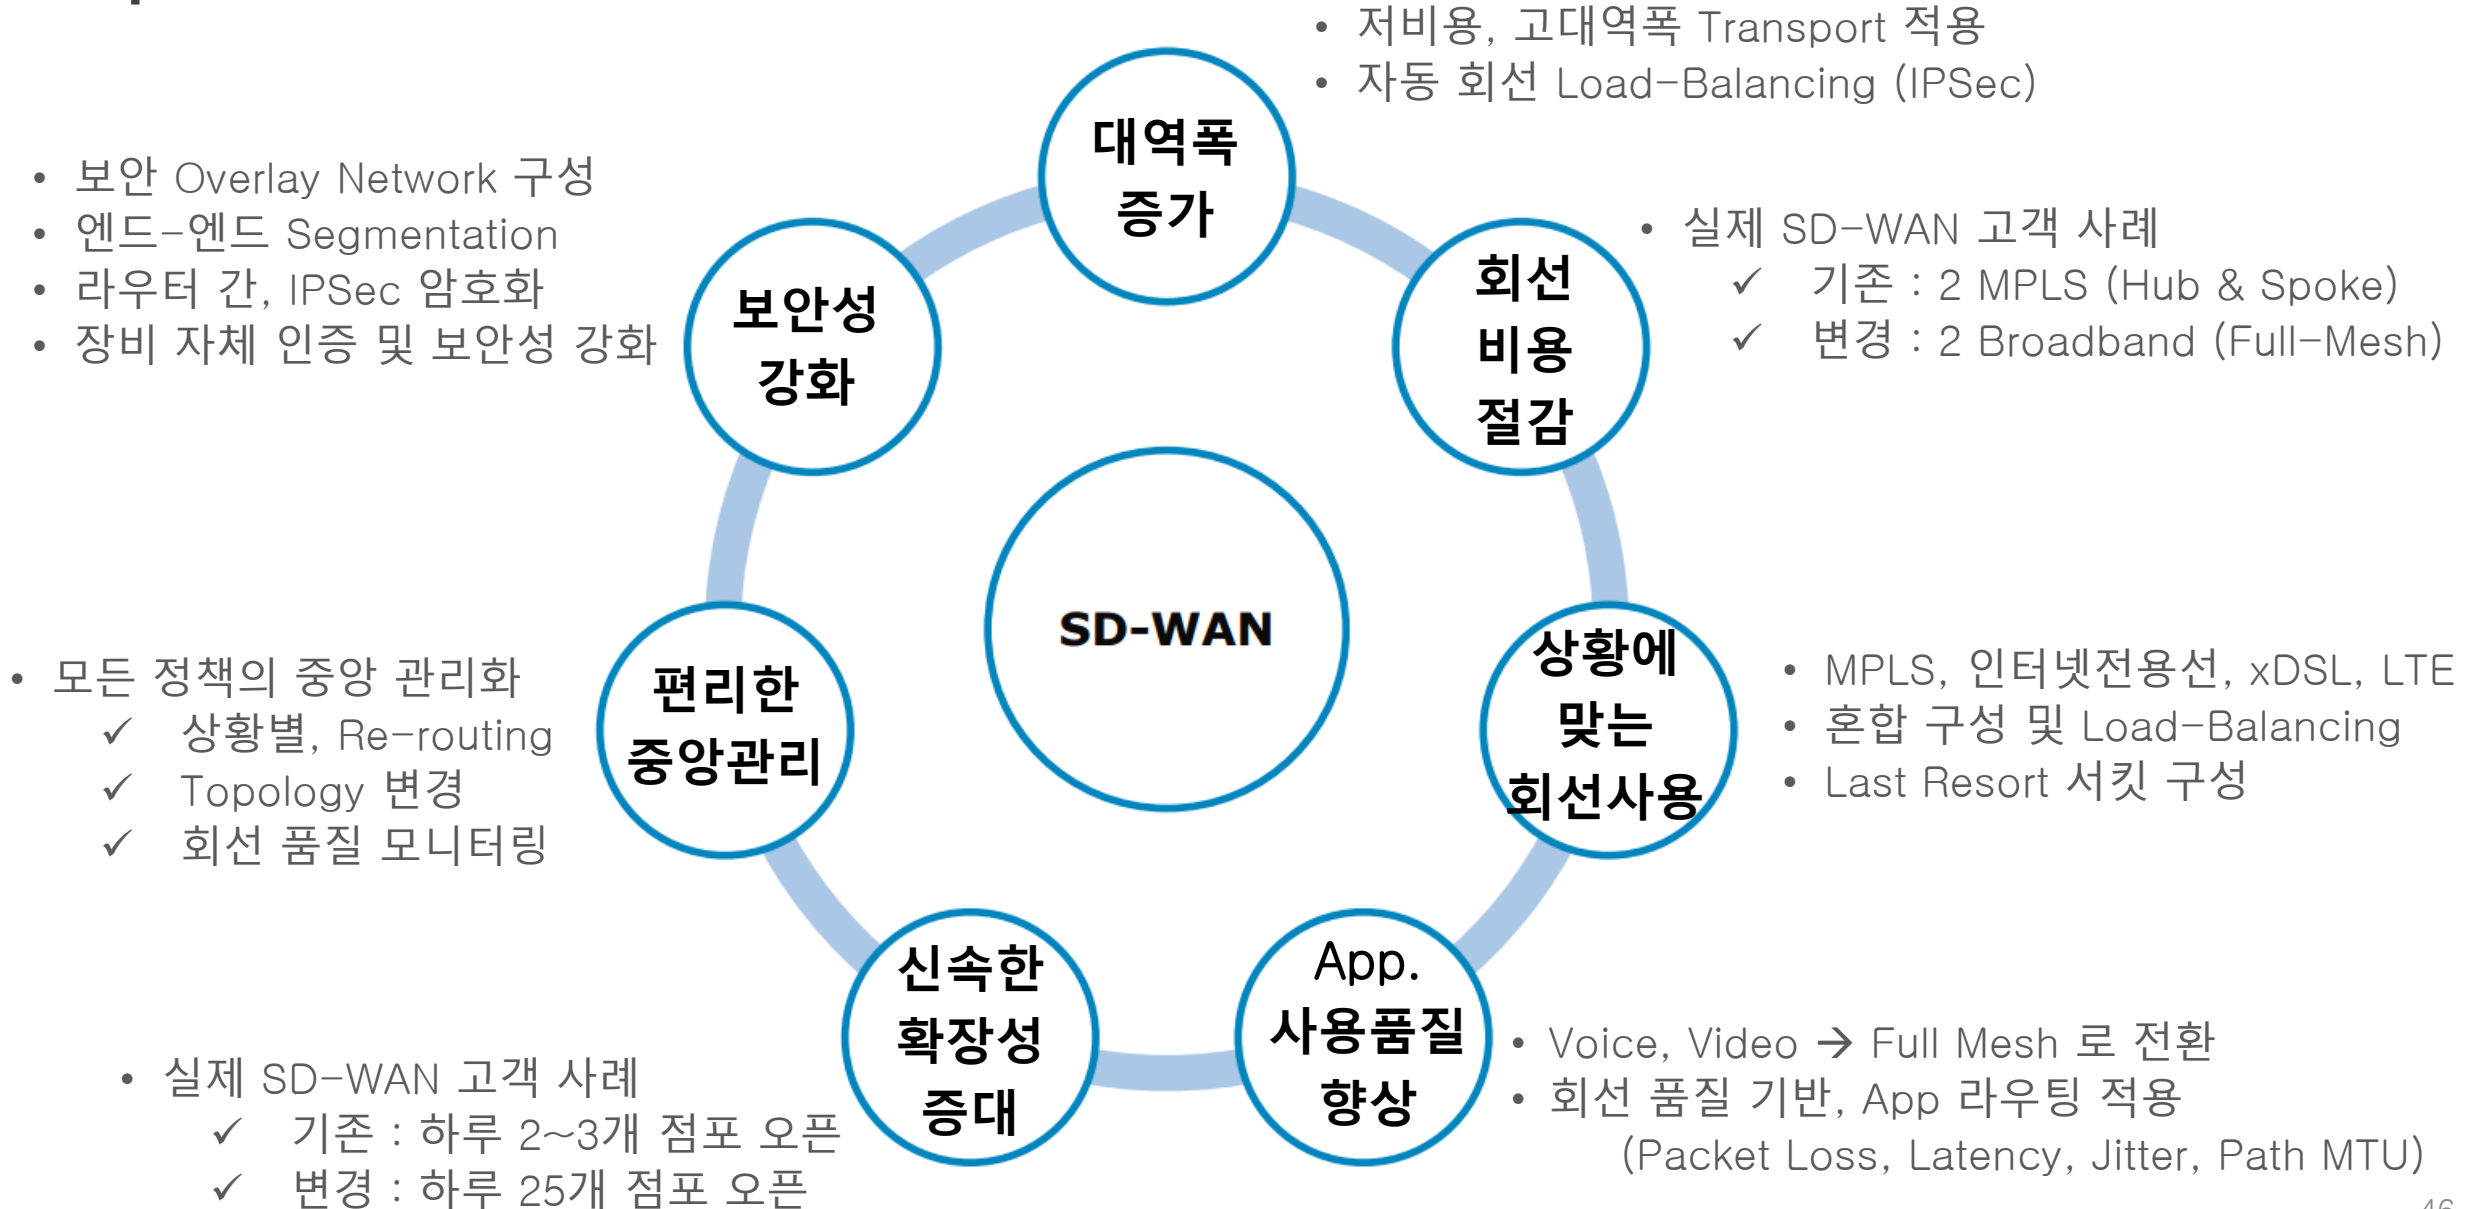 • 저비용, 고대역폭 Transport 적용
• 자동 회선 Load-Balancing (IPSec)
대역폭
증가
• 보안 Overlay Network 구성
• 엔드-엔드 Segmentation
• 라우터 간, IPSec 암호화
• 장비 자체 인증 및 보안성 강화
보안성
강화
회선
비용
절감
• 실제 SD-WAN 고객 사례
✓ 기존 : 2 MPLS (Hub & Spoke)
✓ 변경 : 2 Broadband (Full-Mesh)
SD-WAN
• 모든 정책의 중앙 관리화
✓ 상황별, Re-routing
✓ Topology 변경
✓ 회선 품질 모니터링
편리한
중앙관리
상황에
맞는
회선사용
• MPLS, 인터넷전용선, xDSL, LTE
• 혼합 구성 및 Load-Balancing
• Last Resort 서킷 구성
• 실제 SD-WAN 고객 사례
✓ 기존 : 하루 2~3개 점포 오픈
✓ 변경 : 하루 25개 점포 오픈
신속한
확장성
증대
App.
사용품질
향상
• Voice, Video → Full Mesh 로 전환
• 회선 품질 기반, App 라우팅 적용
(Packet Loss, Latency, Jitter, Path MTU)